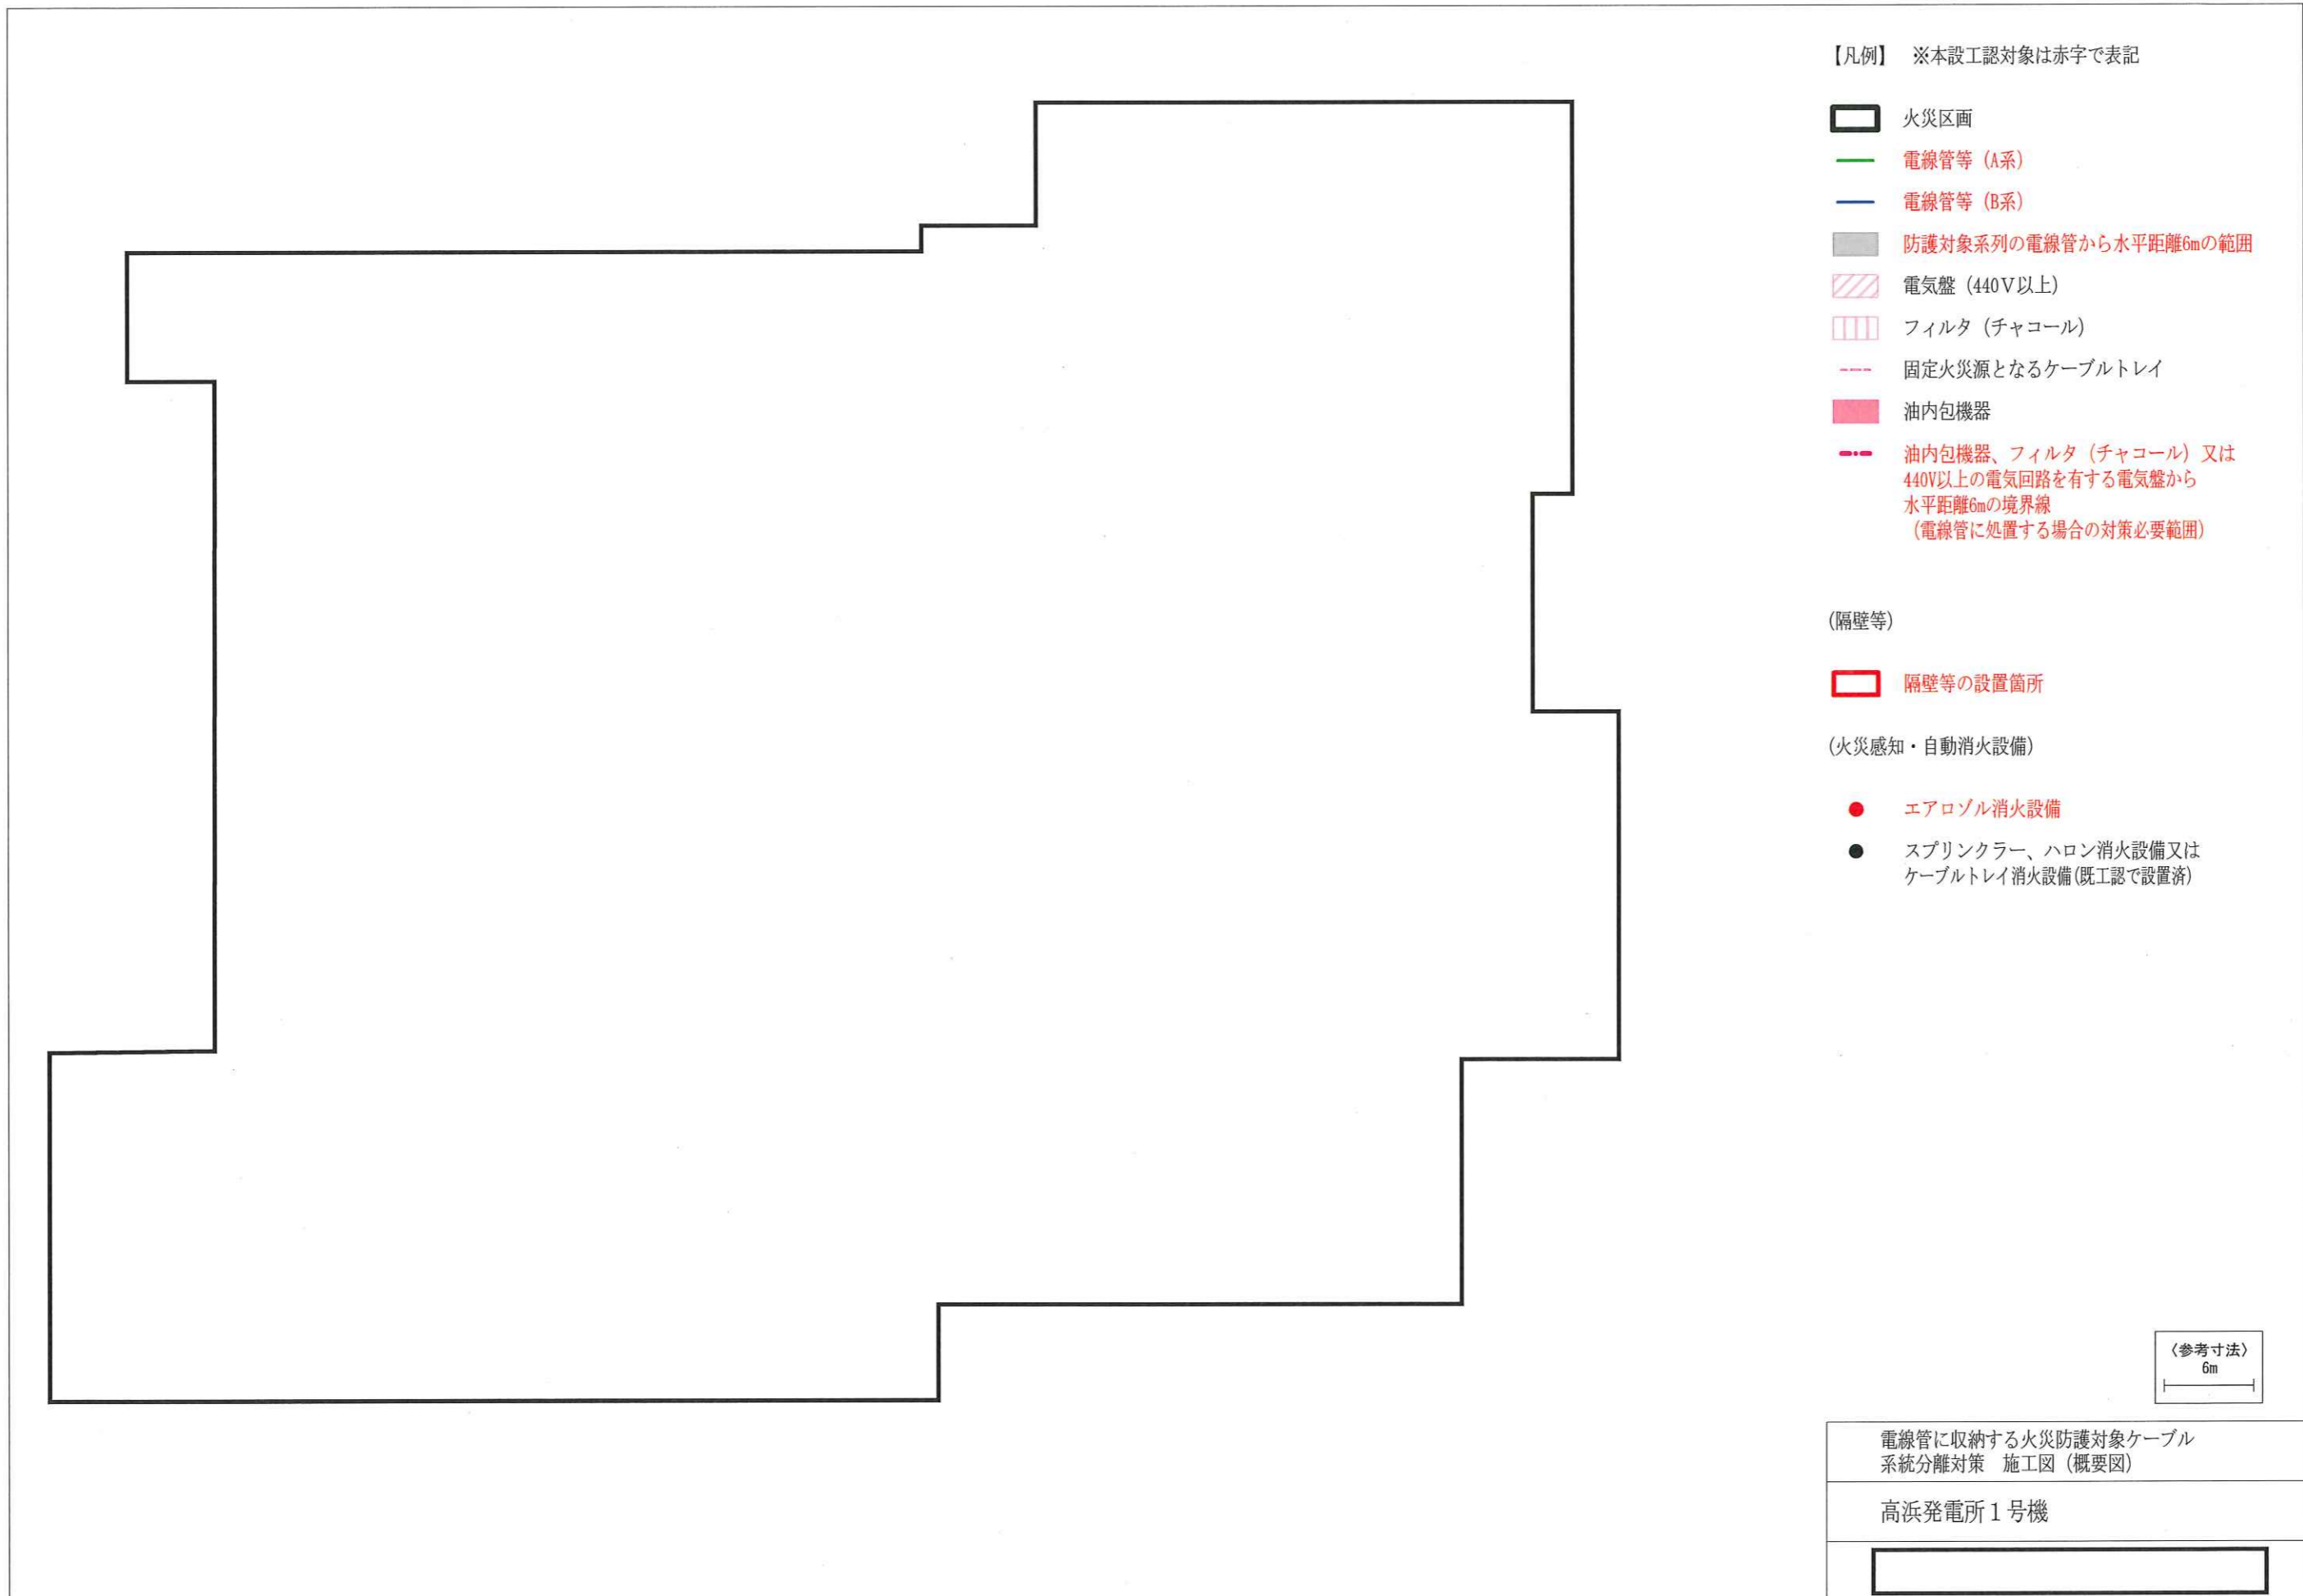 【凡例】 ※本設工認対象は赤字で表記
火災区画
電線管等（A系）
電線管等（B系）
防護対象系列の電線管から水平距離6mの範囲
電気盤（440V以上）
フィルタ（チャコール）
固定火災源となるケーブルトレイ
油内包機器
油内包機器、フィルタ（チャコール）又は
440V以上の電気回路を有する電気盤から
水平距離6mの境界線
（電線管に処置する場合の対策必要範囲）
(隔壁等)
隔壁等の設置箇所
(火災感知・自動消火設備)
エアロゾル消火設備
スプリンクラー、ハロン消火設備又は
ケーブルトレイ消火設備(既工認で設置済)
〈参考寸法〉
6m
電線管に収納する火災防護対象ケーブル
系統分離対策 施工図（概要図）
高浜発電所１号機